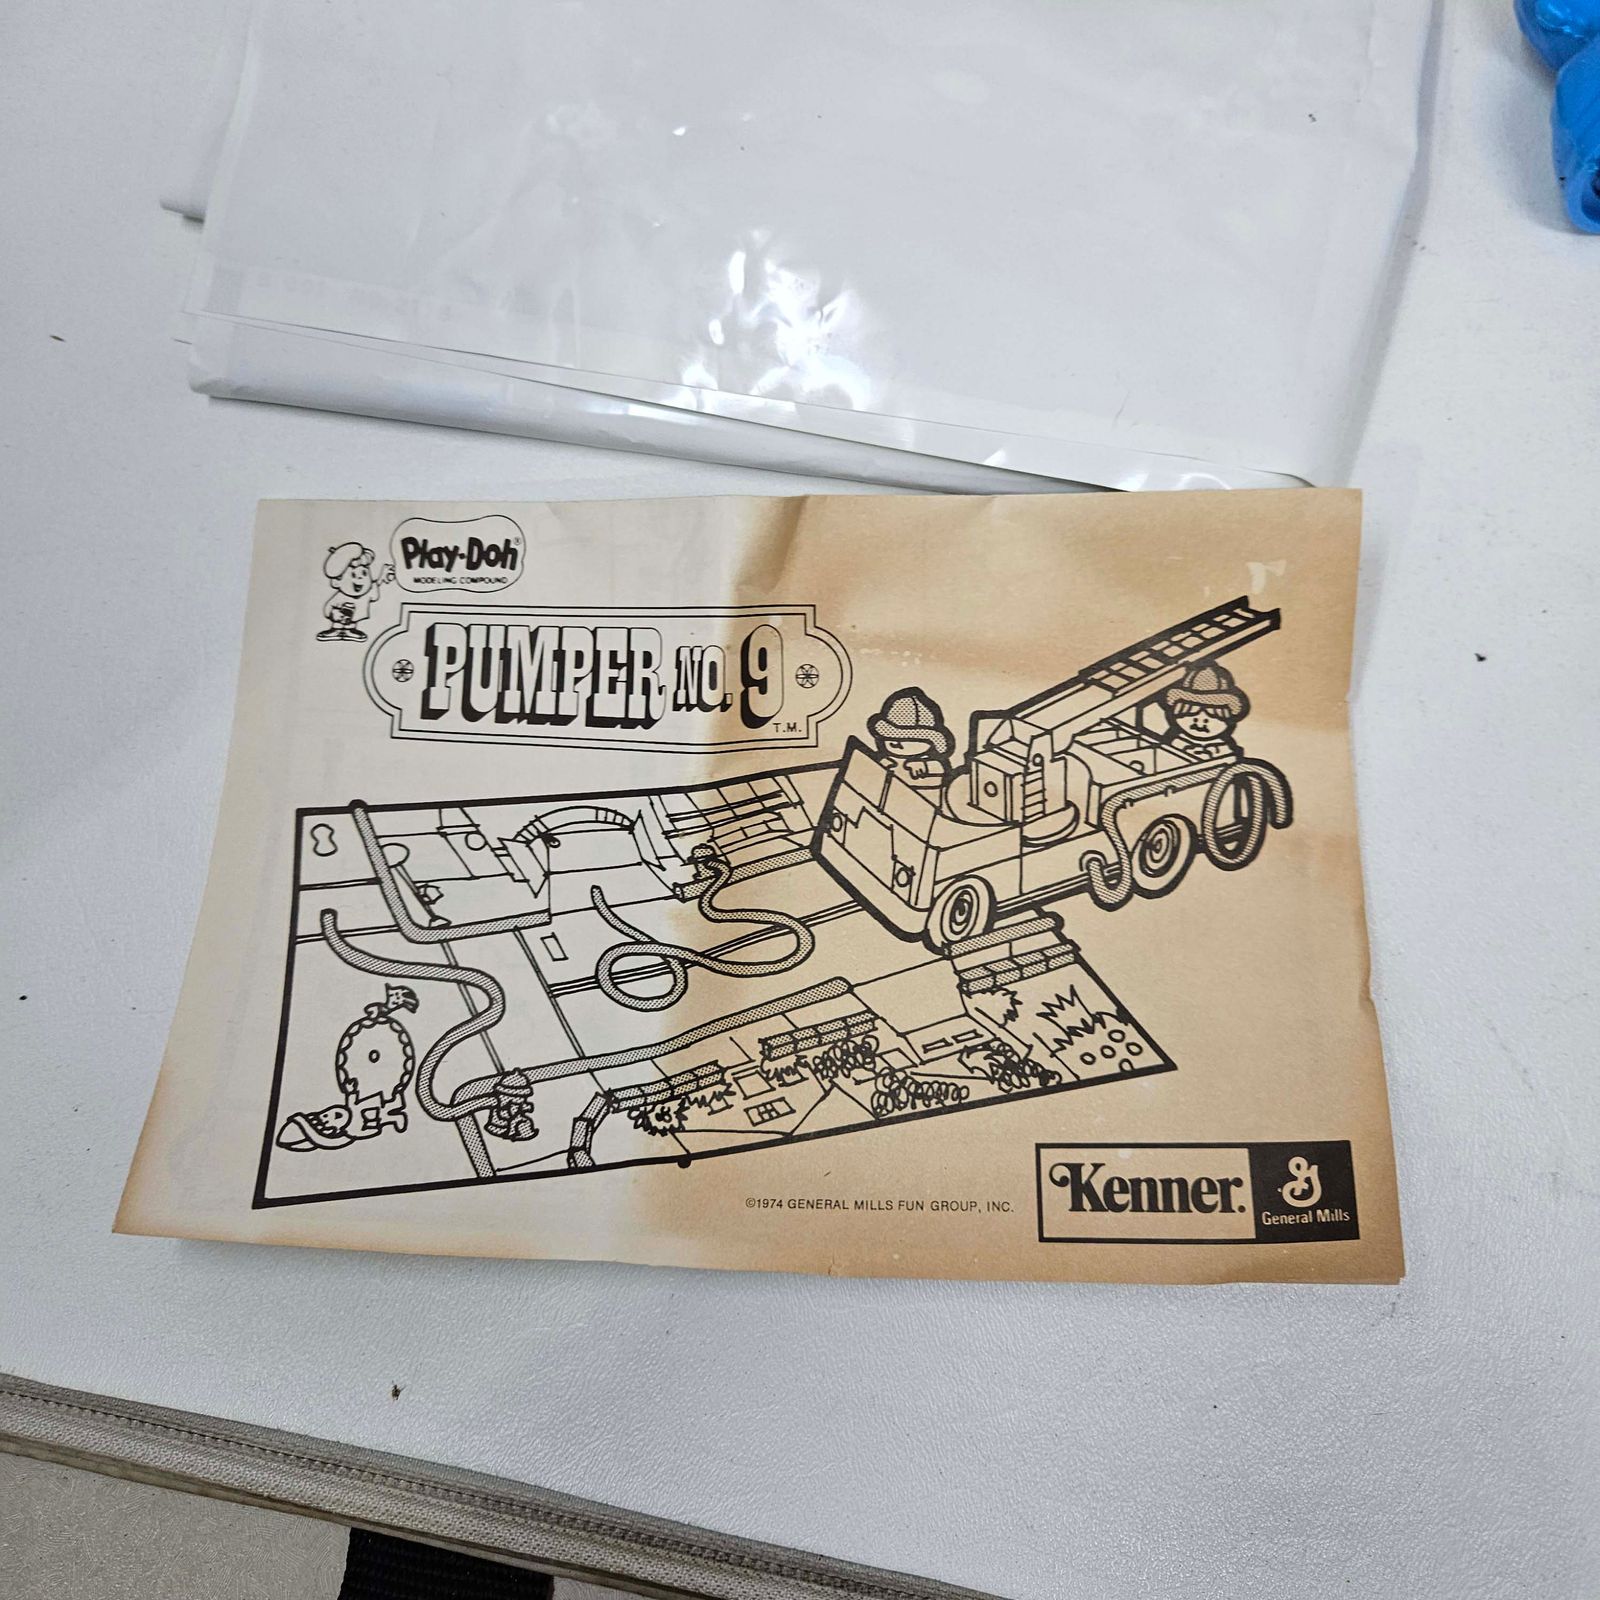 Play-Doh®
MODELING COMPOUND
PUMPER NO. 9
T.M.
©1974 GENERAL MILLS FUN GROUP, INC.
Kenner.
G
General Mills